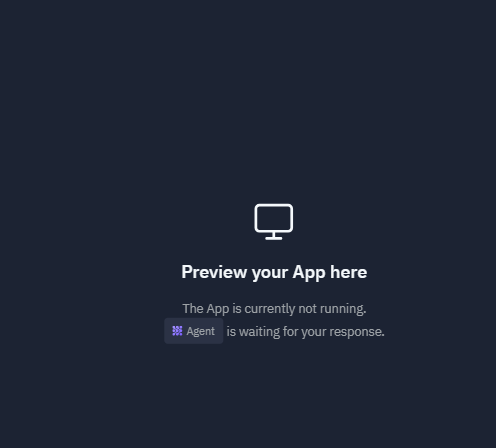 Preview your App here
The App is currently not running.
Agent is waiting for your response.